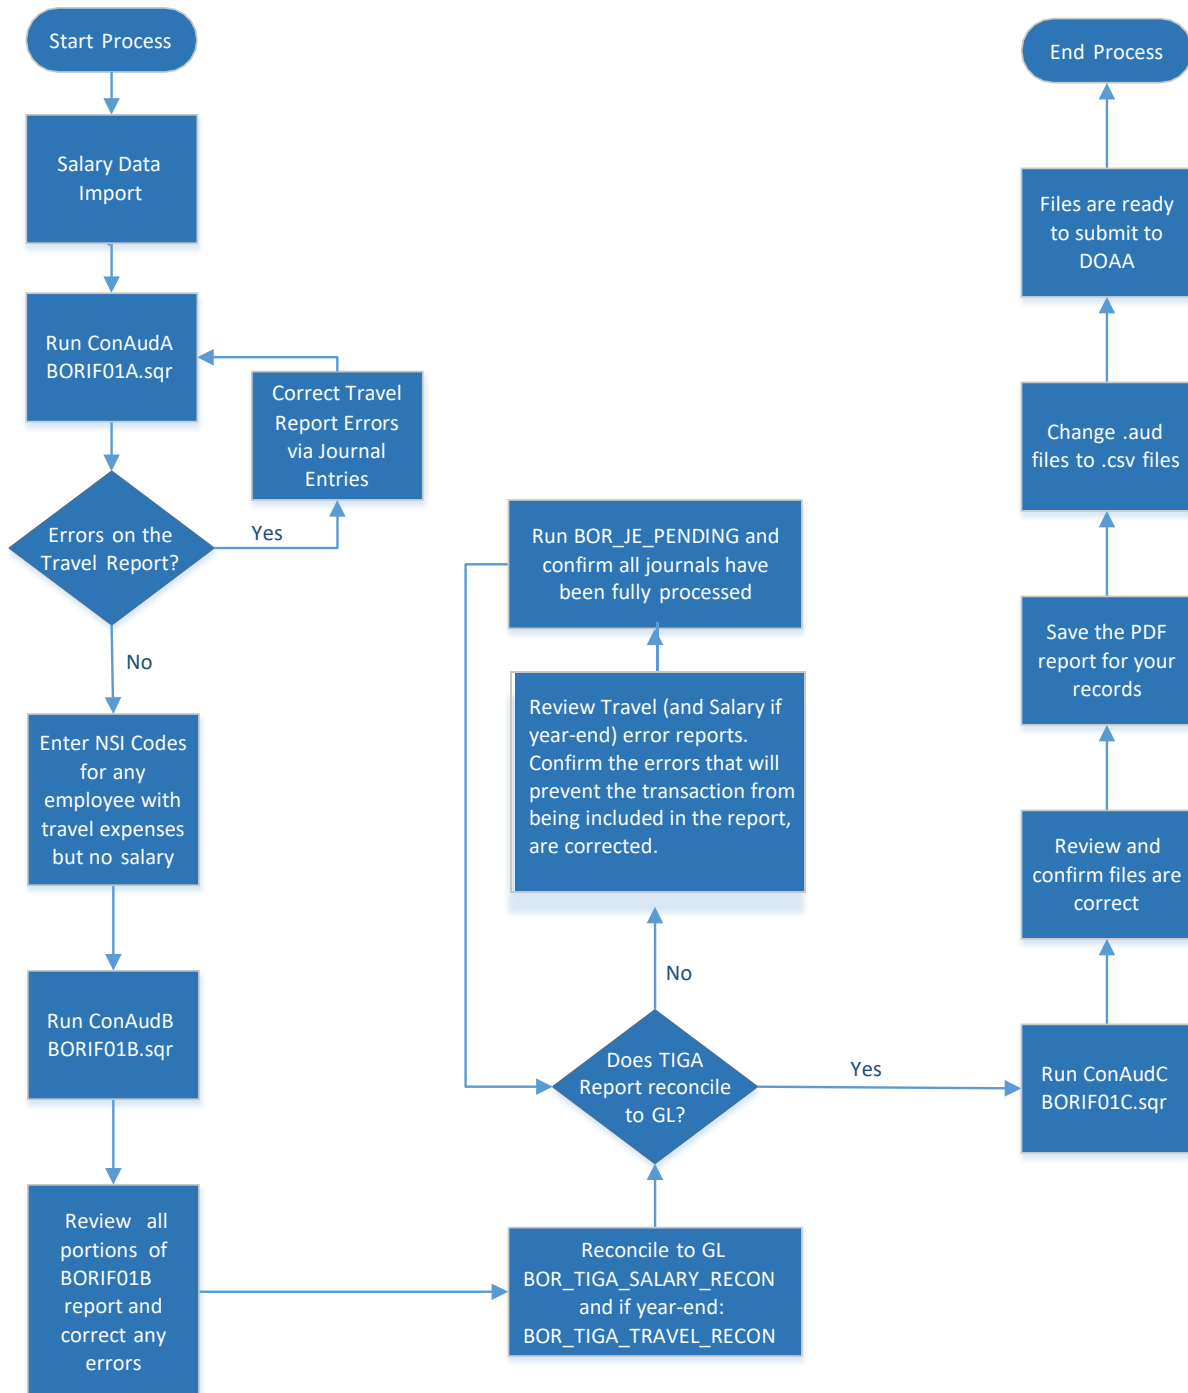 Start Process
Salary Data
Import
Run ConAudA
BORIF01A.sqr
Correct Travel
Report Errors
via Journal
Entries
Errors on the
Travel Report?
Yes
No
Enter NSI Codes
for any
employee with
travel expenses
but no salary
Run ConAudB
BORIF01B.sqr
Review all
portions of
BORIF01B
report and
correct any
errors
Reconcile to GL
BOR_TIGA_SALARY_RECON
and if year-end:
BOR_TIGA_TRAVEL_RECON
Does TIGA
Report reconcile
to GL?
No
Review Travel (and Salary if
year-end) error reports.
Confirm the errors that will
prevent the transaction from
being included in the report,
are corrected.
Run BOR_JE_PENDING and
confirm all journals have
been fully processed
Yes
Run ConAudC
BORIF01C.sqr
Review and
confirm files are
correct
Save the PDF
report for your
records
Change .aud
files to .csv files
Files are ready
to submit to
DOAA
End Process